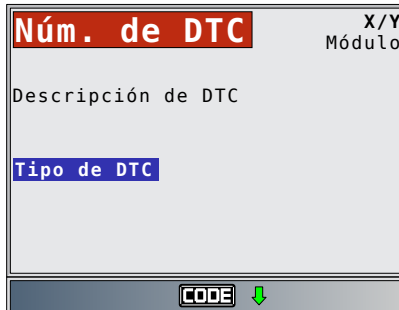 Núm. de DTC
X/Y
Módulo
Descripción de DTC
Tipo de DTC
CODE